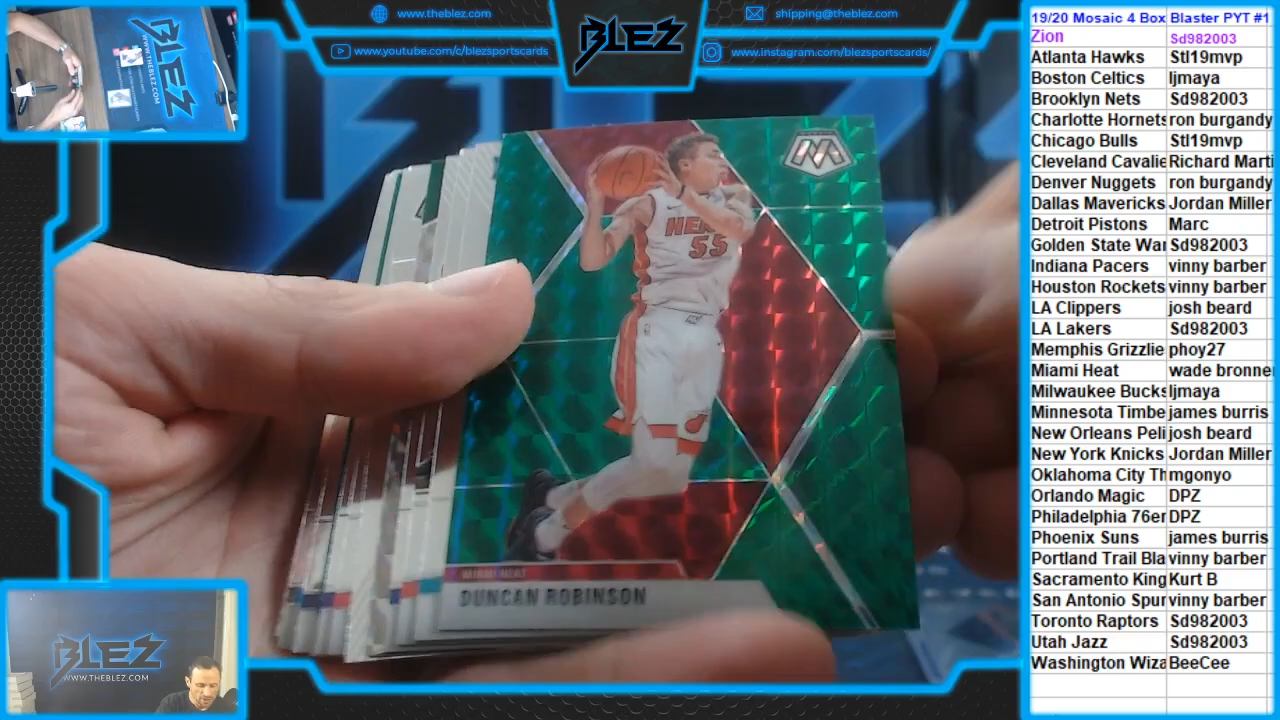 www.theblez.com
www.youtube.com/c/blezsportscards
BLEZ
shipping@theblez.com
www.instagram.com/blezsportscards/
BLEZ
HEA
55
MIAMI HEAT
DUNCAN ROBINSON
BLEZ
WWW.THEBLEZ.COM
19/20 Mosaic 4 Box Blaster PYT #1
Zion Sd982003
Atlanta Hawks Stl19mvp
Boston Celtics ljmaya
Brooklyn Nets Sd982003
Charlotte Hornets ron burgandy
Chicago Bulls Stl19mvp
Cleveland Cavalie Richard Marti
Denver Nuggets ron burgandy
Dallas Mavericks Jordan Miller
Detroit Pistons Marc
Golden State War Sd982003
Indiana Pacers vinny barber
Houston Rockets vinny barber
LA Clippers josh beard
LA Lakers Sd982003
Memphis Grizzlie phoy27
Miami Heat wade bronne
Milwaukee Bucks ljmaya
Minnesota Timbe james burris
New Orleans Peli josh beard
New York Knicks Jordan Miller
Oklahoma City Th mgonyo
Orlando Magic DPZ
Philadelphia 76er DPZ
Phoenix Suns james burris
Portland Trail Bla vinny barber
Sacramento King Kurt B
San Antonio Spur vinny barber
Toronto Raptors Sd982003
Utah Jazz Sd982003
Washington Wiza BeeCee